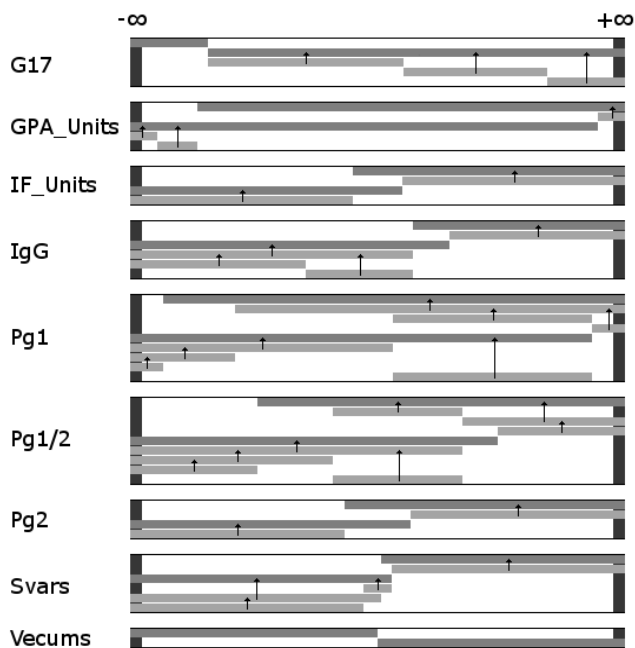 -∞ +∞
G17
GPA_Units
IF_Units
IgG
Pg1
Pg1/2
Pg2
Svars
Vecums